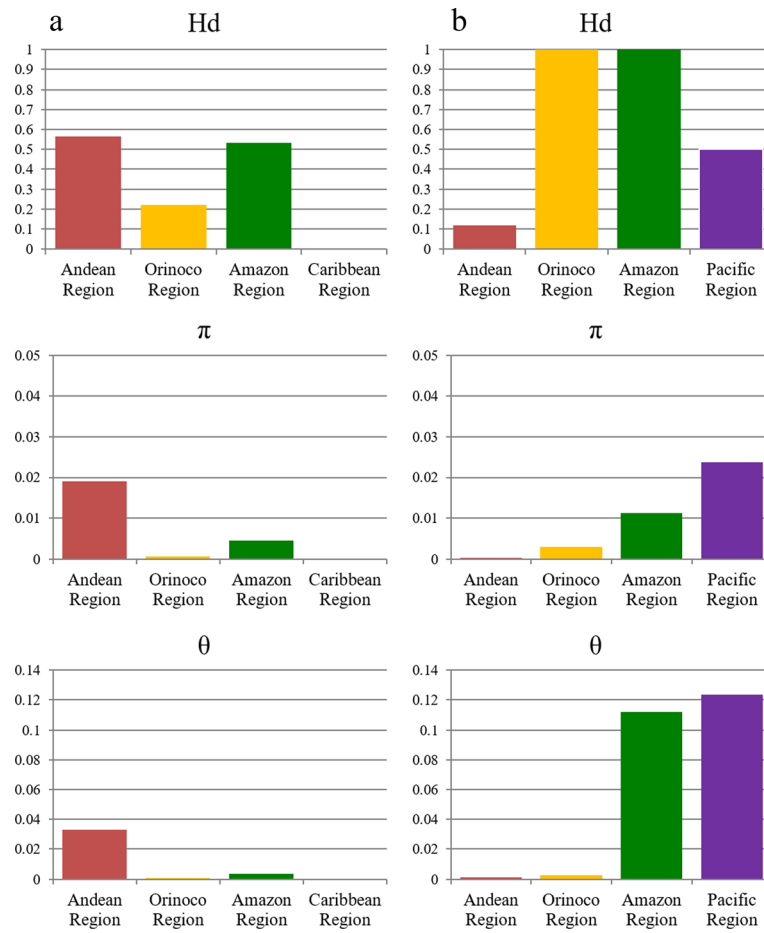 a
Hd
1
0.9
0.8
0.7
0.6
0.5
0.4
0.3
0.2
0.1
0
Andean Orinoco Amazon Caribbean
Region Region Region Region
π
0.05
0.04
0.03
0.02
0.01
0
Andean Orinoco Amazon Caribbean
Region Region Region Region
θ
0.14
0.12
0.1
0.08
0.06
0.04
0.02
0
Andean Orinoco Amazon Caribbean
Region Region Region Region
b
Hd
1
0.9
0.8
0.7
0.6
0.5
0.4
0.3
0.2
0.1
0
Andean Orinoco Amazon Pacific
Region Region Region Region
π
0.05
0.04
0.03
0.02
0.01
0
Andean Orinoco Amazon Pacific
Region Region Region Region
θ
0.14
0.12
0.1
0.08
0.06
0.04
0.02
0
Andean Orinoco Amazon Pacific
Region Region Region Region